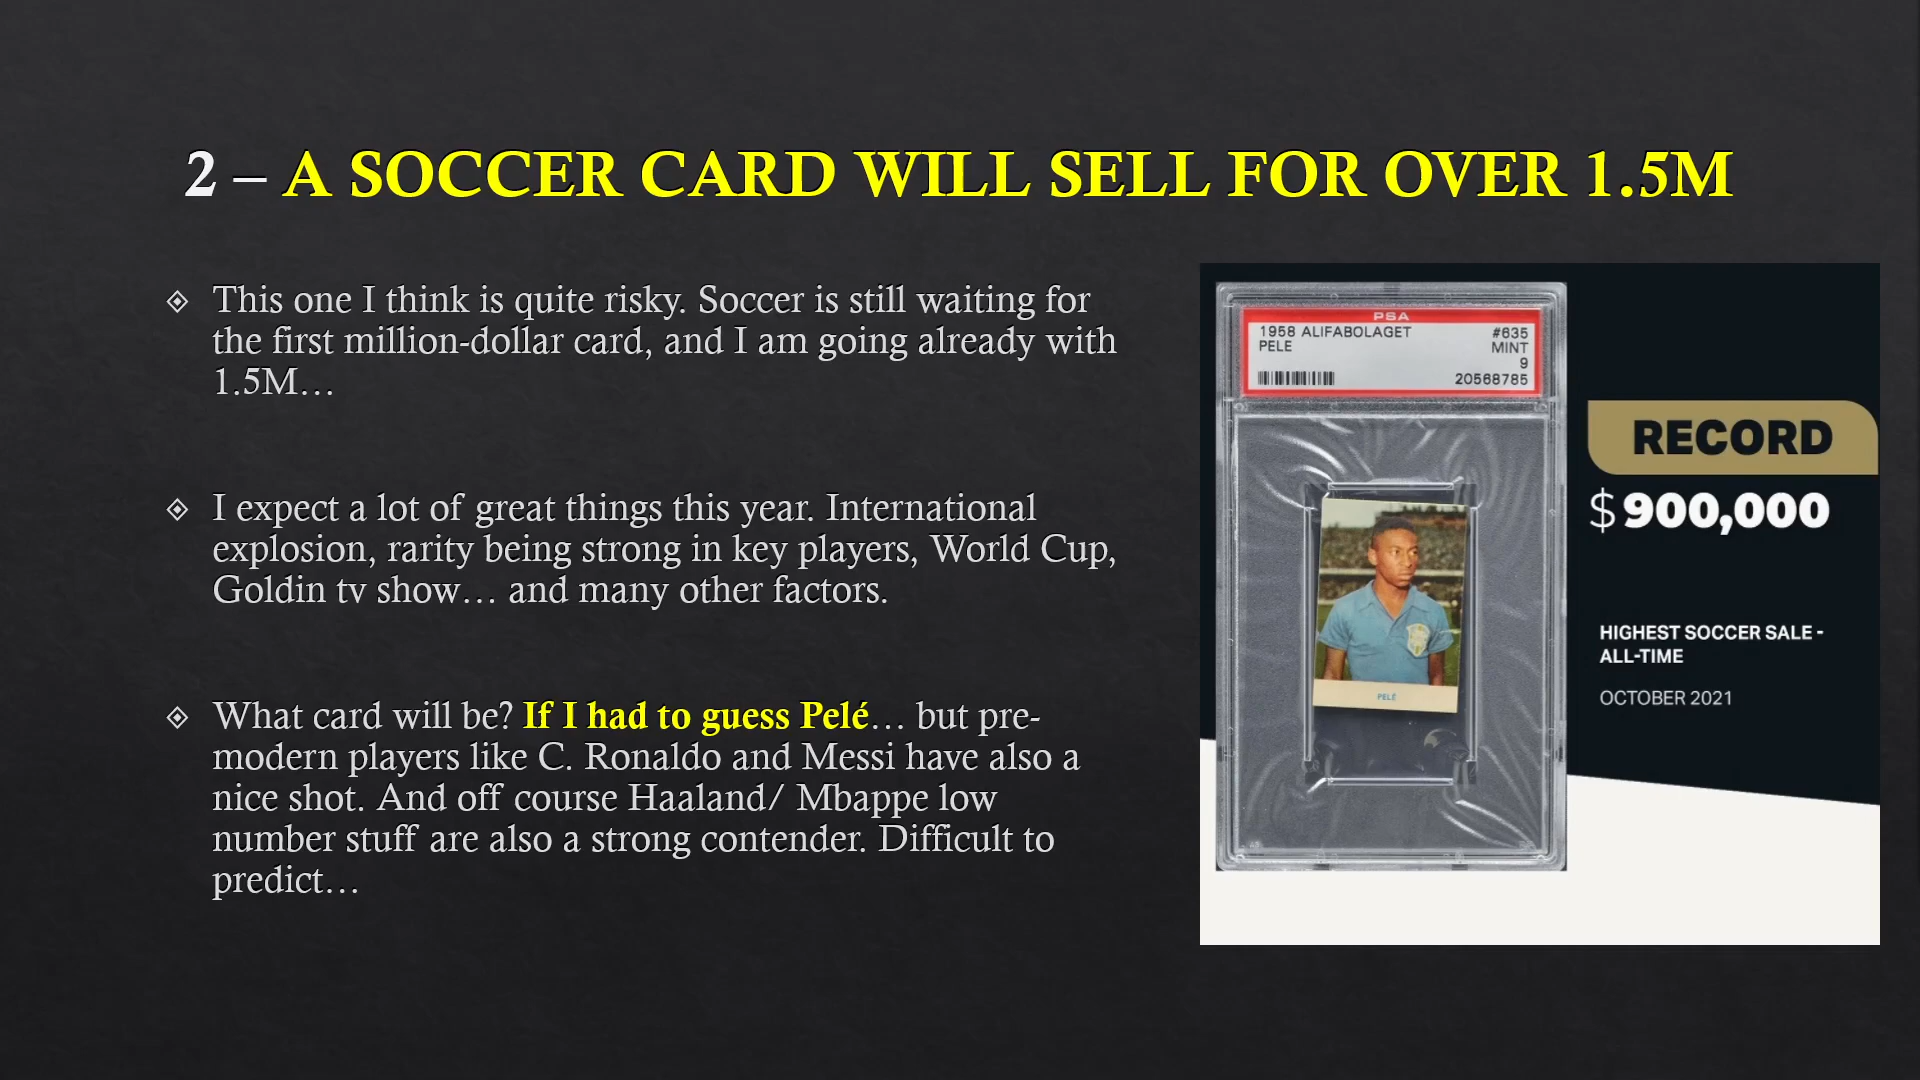 2 – A SOCCER CARD WILL SELL FOR OVER 1.5M
This one I think is quite risky. Soccer is still waiting for
the first million-dollar card, and I am going already with
1.5M…
I expect a lot of great things this year. International
explosion, rarity being strong in key players, World Cup,
Goldin tv show… and many other factors.
What card will be? If I had to guess Pelé… but pre-
modern players like C. Ronaldo and Messi have also a
nice shot. And off course Haaland/ Mbappe low
number stuff are also a strong contender. Difficult to
predict…
PSA
1958 ALIFABOLAGET #635
PELE MINT
9
20568785
PELÉ
RECORD
$900,000
HIGHEST SOCCER SALE -
ALL-TIME
OCTOBER 2021